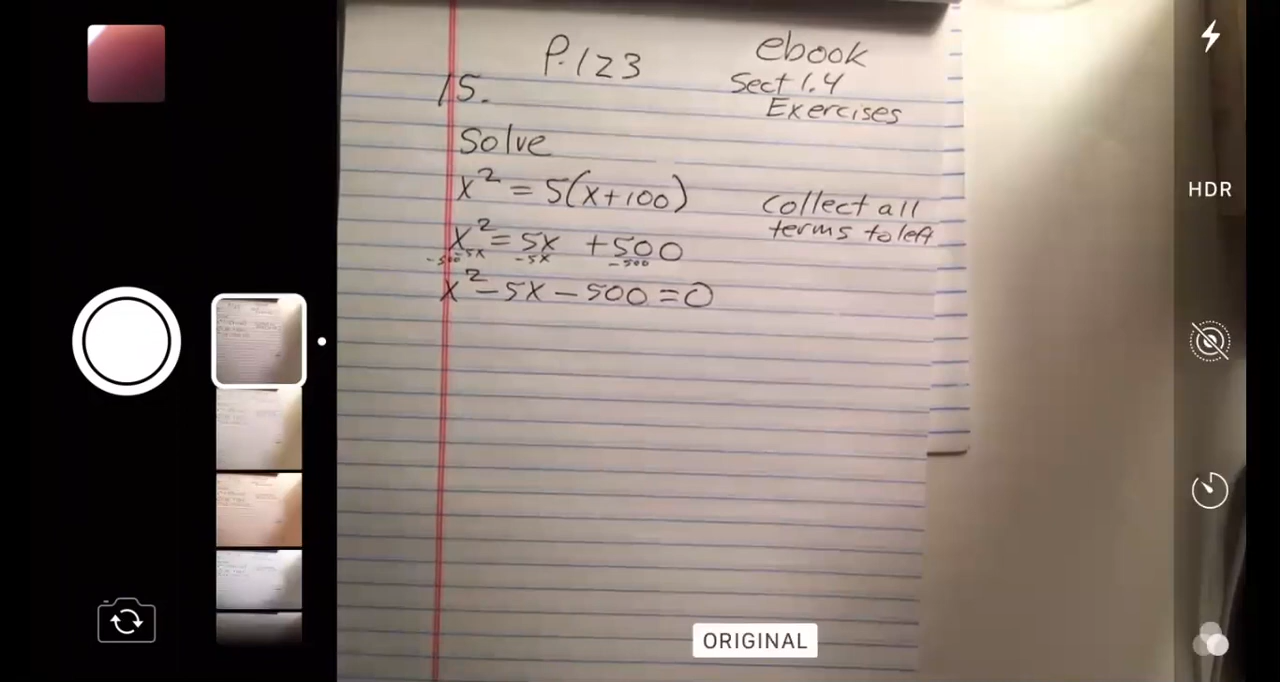 P.123
ebook
15.
Sect 1.4
Exercises
Solve
x² = 5(x+100)
collect all
terms to left
x² = 5x +500
-500 -5x -5x -500
x² - 5x - 500 = 0
HDR
ORIGINAL